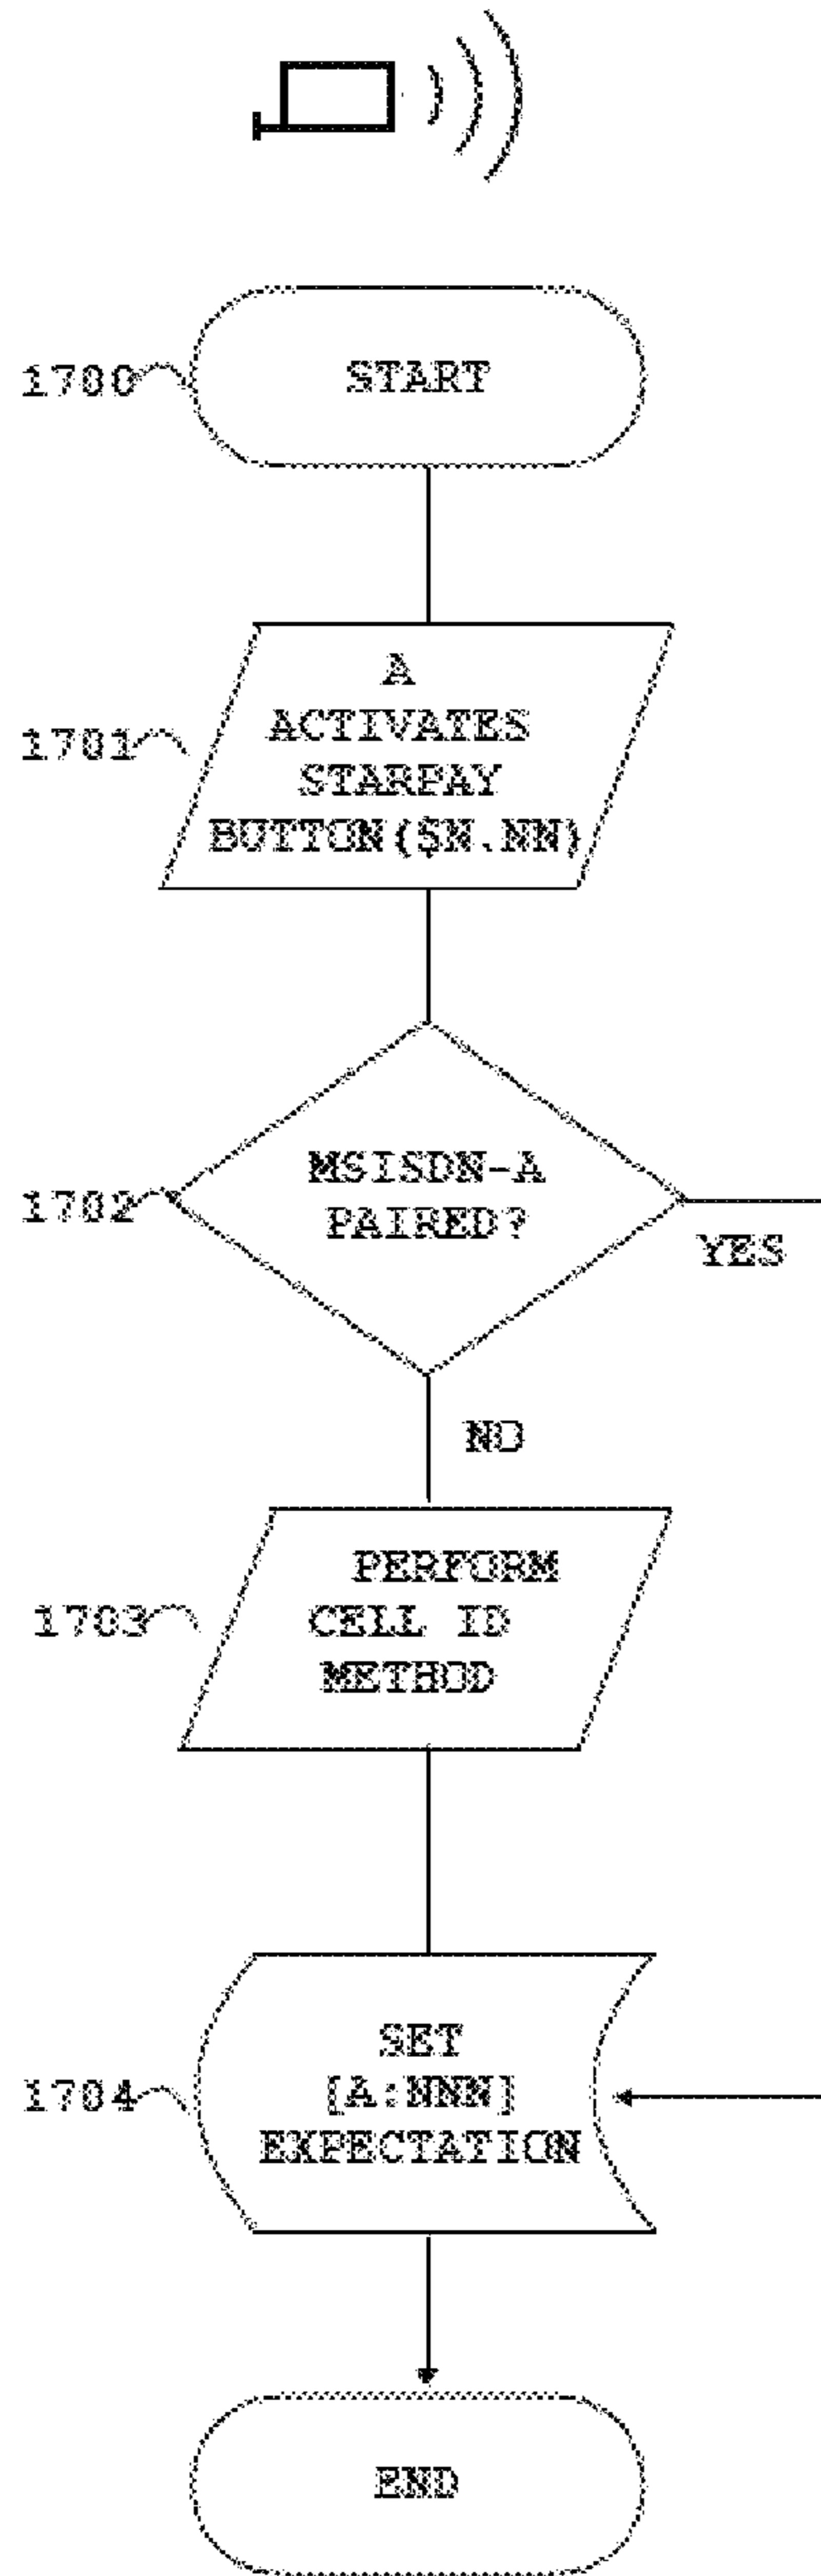 1700
START
1701
A
ACTIVATES
STARPAY
BUTTON($N.NN)
1702
MSISDN-A
PAIRED?
YES
NO
1703
PERFORM
CELL ID
METHOD
1704
SET
[A:NNN]
EXPECTATION
END